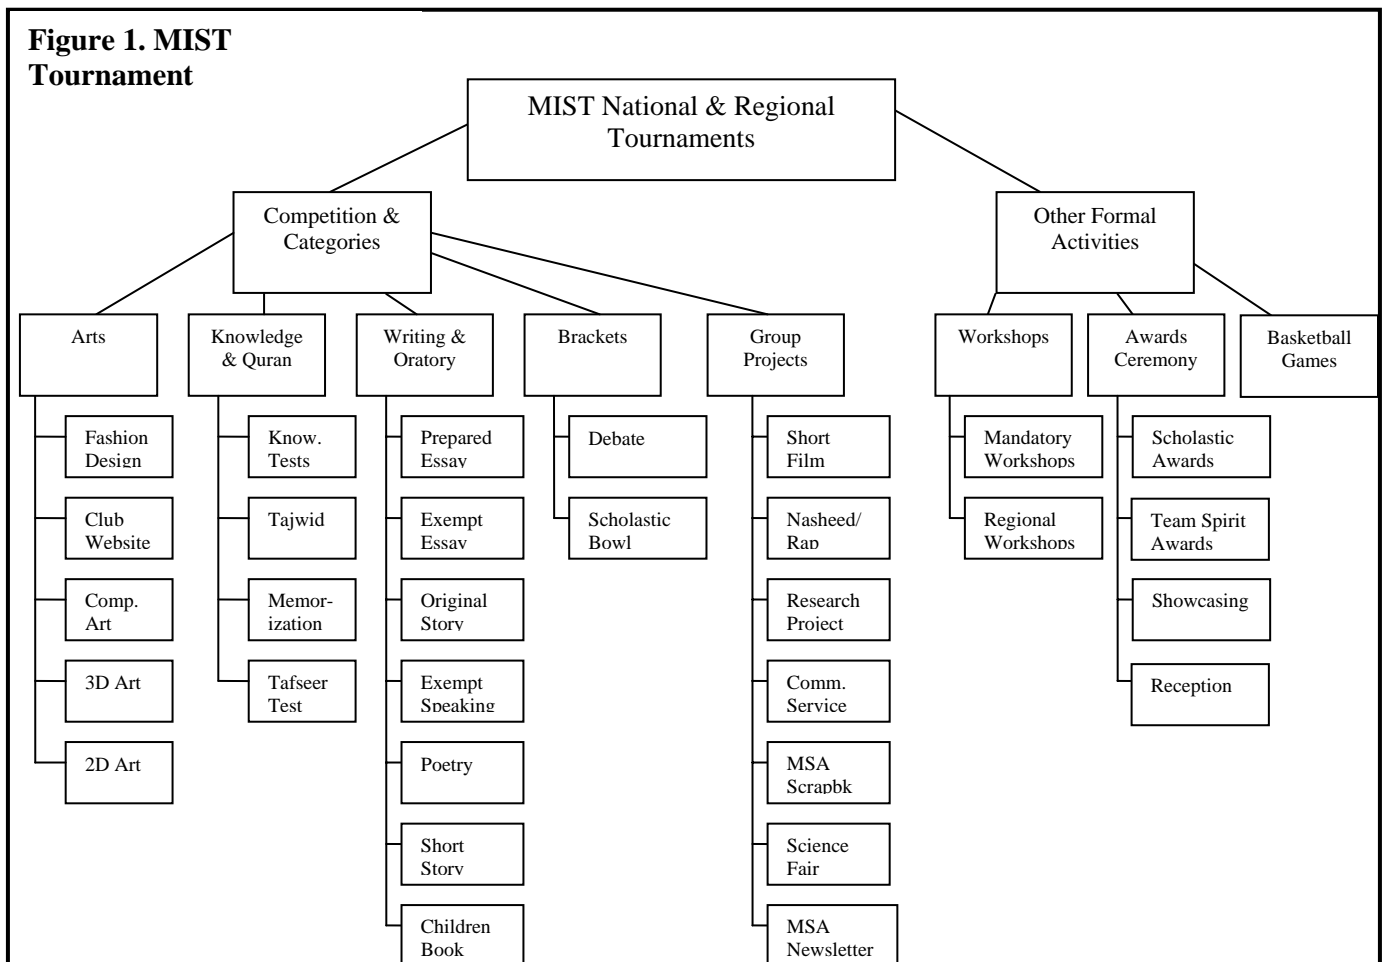 Figure 1. MIST
Tournament
MIST National & Regional
Tournaments
Competition &
Categories
Other Formal
Activities
Arts
Knowledge
& Quran
Writing &
Oratory
Brackets
Group
Projects
Workshops
Awards
Ceremony
Basketball
Games
Fashion
Design
Club
Website
Comp.
Art
3D Art
2D Art
Know.
Tests
Tajwid
Memor-
ization
Tafseer
Test
Prepared
Essay
Exempt
Essay
Original
Story
Exempt
Speaking
Poetry
Short
Story
Children
Book
Debate
Scholastic
Bowl
Short
Film
Nasheed/
Rap
Research
Project
Comm.
Service
MSA
Scrapbk
Science
Fair
MSA
Newsletter
Mandatory
Workshops
Regional
Workshops
Scholastic
Awards
Team Spirit
Awards
Showcasing
Reception